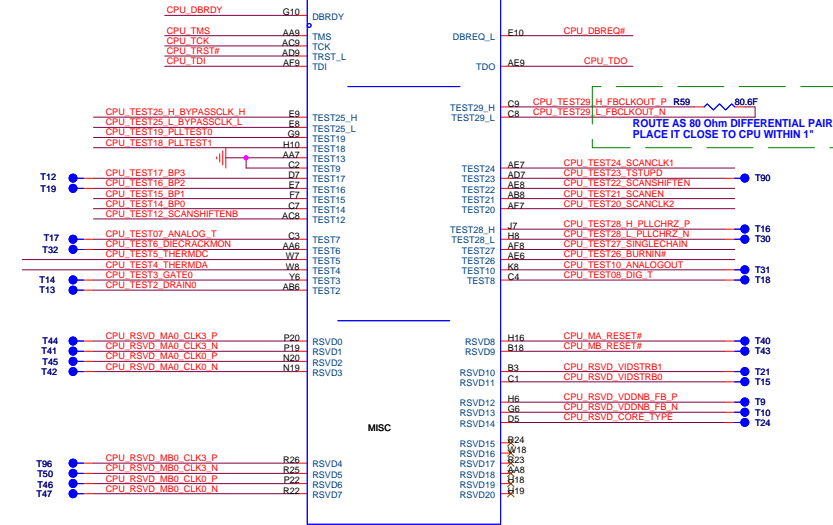 CPU_DBRDY G10 DBRDY
CPU_TMS AA9 TMS DBREQ_L E10 CPU_DBREQ#
CPU_TCK AC9 TCK
CPU_TRST# AD9 TRST_L
CPU_TDI AF9 TDI TDO AE9 CPU_TDO
TEST29_H C9 CPU_TEST29_H_FBCLKOUT_P R59 80.6F
CPU_TEST25_H_BYPASSCLK_H E9 TEST25_H TEST29_L C8 CPU_TEST29_L_FBCLKOUT_N
CPU_TEST25_L_BYPASSCLK_L E8 TEST25_L ROUTE AS 80 Ohm DIFFERENTIAL PAIR
CPU_TEST19_PLLTEST0 G9 TEST19 PLACE IT CLOSE TO CPU WITHIN 1"
CPU_TEST18_PLLTEST1 H10 TEST18
AA7 TEST13
C2 TEST9 TEST24 AE7 CPU_TEST24_SCANCLK1
T12 CPU_TEST17_BP3 D7 TEST17 TEST23 AD7 CPU_TEST23_TSTUPD T90
T19 CPU_TEST16_BP2 E7 TEST16 TEST22 AE8 CPU_TEST22_SCANSHIFTEN
CPU_TEST15_BP1 F7 TEST15 TEST21 AB8 CPU_TEST21_SCANEN
CPU_TEST14_BP0 C7 TEST14 TEST20 AF7 CPU_TEST20_SCANCLK2
CPU_TEST12_SCANSHIFTENB AC8 TEST12
TEST28_H J7 CPU_TEST28_H_PLLCHRZ_P T16
T17 CPU_TEST07_ANALOG_T C3 TEST7 TEST28_L H8 CPU_TEST28_L_PLLCHRZ_N T30
T32 CPU_TEST6_DIECRACKMON AA6 TEST6 TEST27 AF8 CPU_TEST27_SINGLECHAIN
CPU_TEST5_THERMDC W7 TEST5 TEST26 AE6 CPU_TEST26_BURNIN#
CPU_TEST4_THERMDA W8 TEST4 TEST10 K8 CPU_TEST10_ANALOGOUT T31
T14 CPU_TEST3_GATE0 Y6 TEST3 TEST8 C4 CPU_TEST08_DIG_T T18
T13 CPU_TEST2_DRAIN0 AB6 TEST2
T44 CPU_RSVD_MA0_CLK3_P P20 RSVD0 RSVD8 H16 CPU_MA_RESET# T40
T41 CPU_RSVD_MA0_CLK3_N P19 RSVD1 RSVD9 B18 CPU_MB_RESET# T43
T45 CPU_RSVD_MA0_CLK0_P N20 RSVD2
T42 CPU_RSVD_MA0_CLK0_N N19 RSVD3 RSVD10 B3 CPU_RSVD_VIDSTRB1 T21
RSVD11 C1 CPU_RSVD_VIDSTRB0 T15
RSVD12 H6 CPU_RSVD_VDDNB_FB_P T9
RSVD13 G6 CPU_RSVD_VDDNB_FB_N T10
RSVD14 D5 CPU_RSVD_CORE_TYPE T24
MISC
RSVD15 R24
RSVD16 W18
T96 CPU_RSVD_MB0_CLK3_P R26 RSVD4 RSVD17 R23
T50 CPU_RSVD_MB0_CLK3_N R25 RSVD5 RSVD18 AA8
T46 CPU_RSVD_MB0_CLK0_P P22 RSVD6 RSVD19 H18
T47 CPU_RSVD_MB0_CLK0_N R22 RSVD7 RSVD20 H19